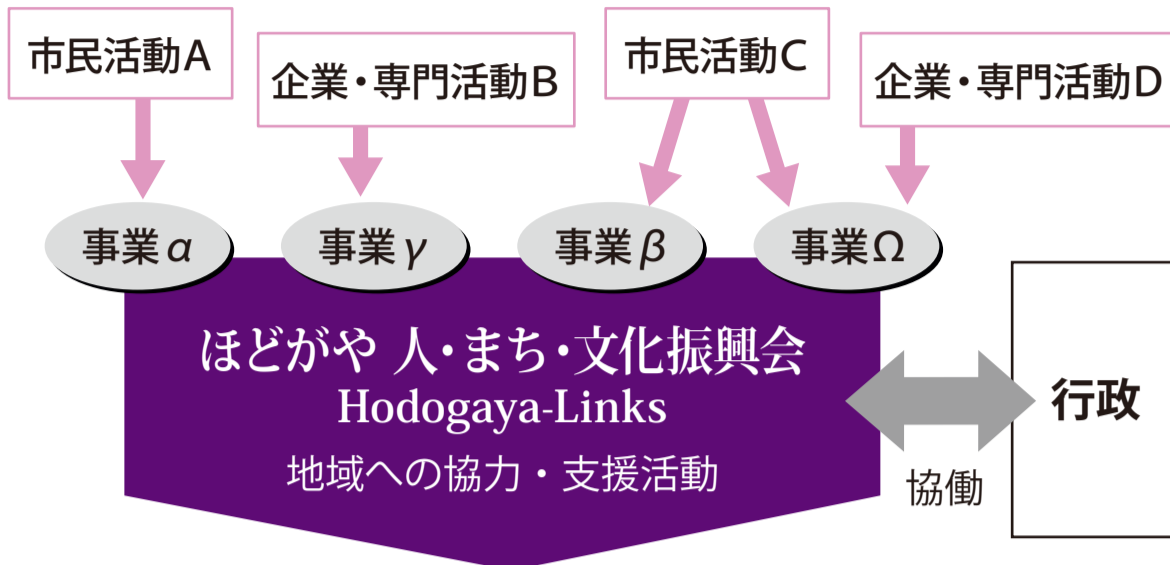 市民活動A
企業・専門活動B
市民活動C
企業・専門活動D
事業α
事業γ
事業β
事業Ω
ほどがや 人・まち・文化振興会
Hodogaya-Links
地域への協力・支援活動
協働
行政